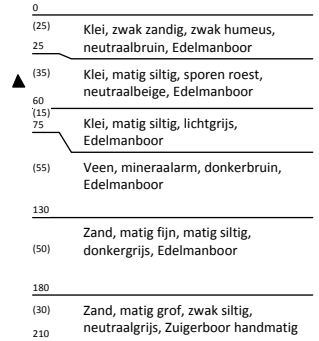 0
(25) Klei, zwak zandig, zwak humeus,
25 neutraalbruin, Edelmanboor
(35) Klei, matig siltig, sporen roest,
neutraalbeige, Edelmanboor
60
(15) Klei, matig siltig, lichtgrijs,
75 Edelmanboor
(55) Veen, mineraalarm, donkerbruin,
Edelmanboor
130
Zand, matig fijn, matig siltig,
(50) donkergrijs, Edelmanboor
180
(30) Zand, matig grof, zwak siltig,
210 neutraalgrijs, Zuigerboor handmatig